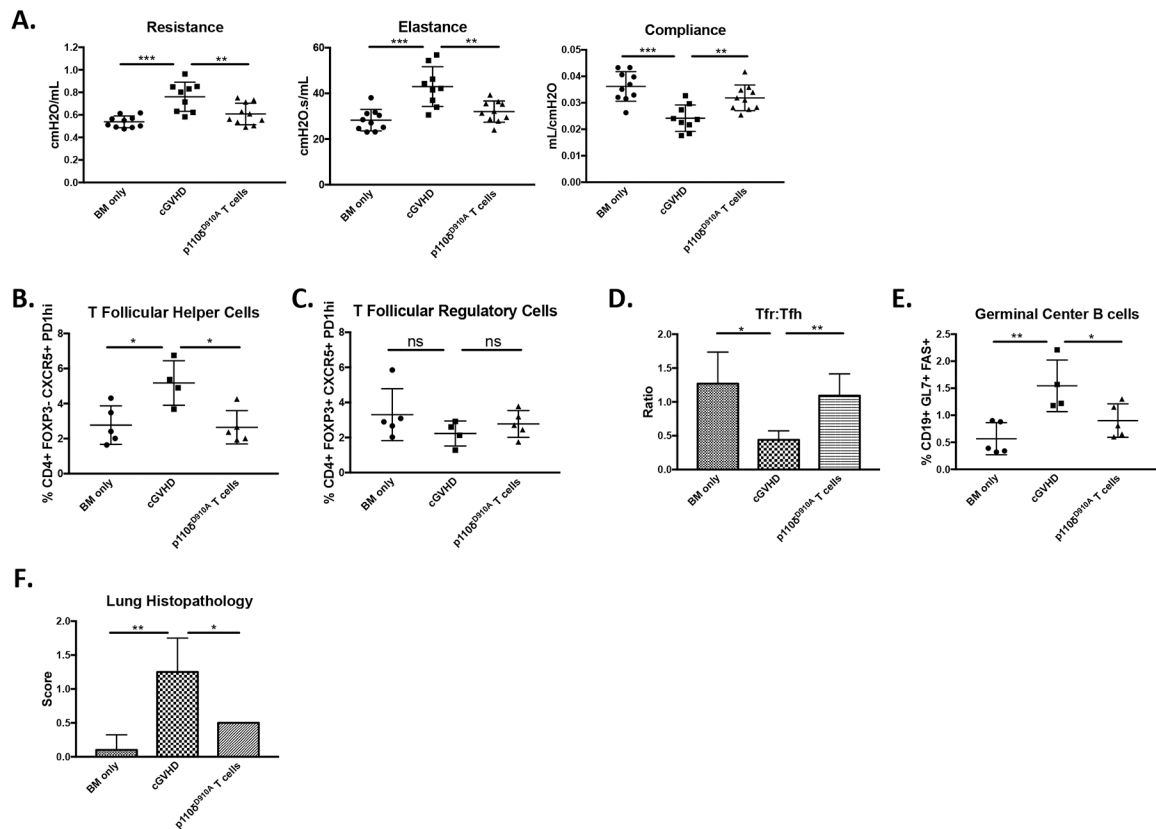 A.
Resistance
cmH2O/mL
1.2
1.0
0.8
0.6
0.4
0.2
0.0
***
**
BM only
cGVHD
p110δD910A T cells
Elastance
cmH2O.s/mL
60
40
20
0
***
**
BM only
cGVHD
p110δD910A T cells
Compliance
mL/cmH2O
0.05
0.04
0.03
0.02
0.01
0.00
***
**
BM only
cGVHD
p110δD910A T cells
B.
T Follicular Helper Cells
% CD4+ FOXP3- CXCR5+ PD1hi
8
6
4
2
0
*
*
BM only
cGVHD
p110δD910A T cells
C.
T Follicular Regulatory Cells
% CD4+ FOXP3+ CXCR5+ PD1hi
8
6
4
2
0
ns
ns
BM only
cGVHD
p110δD910A T cells
D.
Tfr:Tfh
Ratio
2.0
1.5
1.0
0.5
0.0
*
**
BM only
cGVHD
p110δD910A T cells
E.
Germinal Center B cells
% CD19+ GL7+ FAS+
2.5
2.0
1.5
1.0
0.5
0.0
**
*
BM only
cGVHD
p110δD910A T cells
F.
Lung Histopathology
Score
2.0
1.5
1.0
0.5
0.0
**
*
BM only
cGVHD
p110δD910A T cells